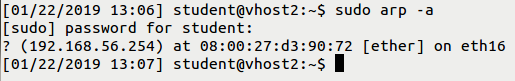 [01/22/2019 13:06] student@vhost2:~$ sudo arp -a
[sudo] password for student:
? (192.168.56.254) at 08:00:27:d3:90:72 [ether] on eth16
[01/22/2019 13:07] student@vhost2:~$